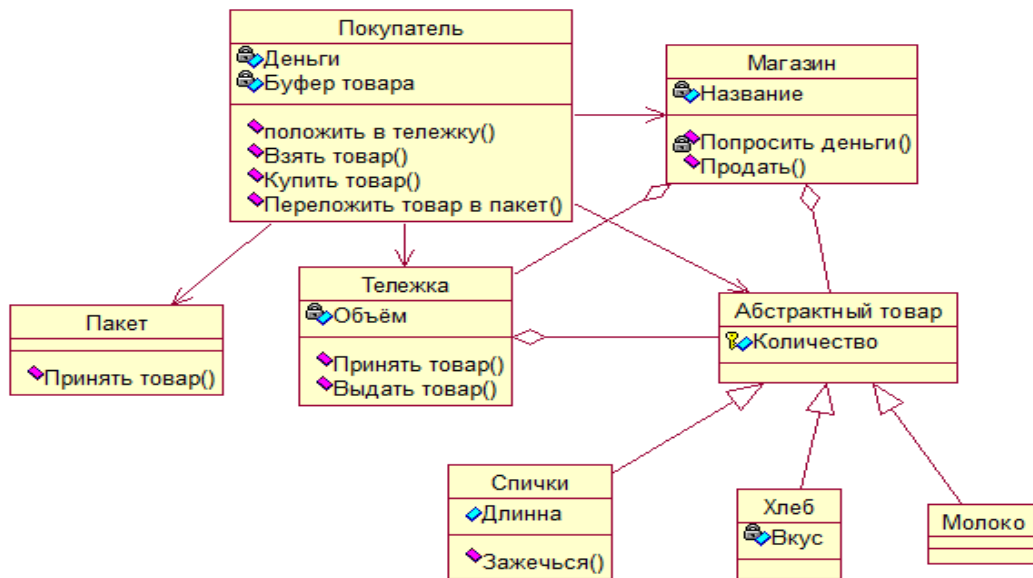 Покупатель
Деньги
Буфер товара
положить в тележку()
Взять товар()
Купить товар()
Переложить товар в пакет()
Магазин
Название
Попросить деньги()
Продать()
Пакет
Принять товар()
Тележка
Объём
Принять товар()
Выдать товар()
Абстрактный товар
Количество
Спички
Длинна
Зажечься()
Хлеб
Вкус
Молоко